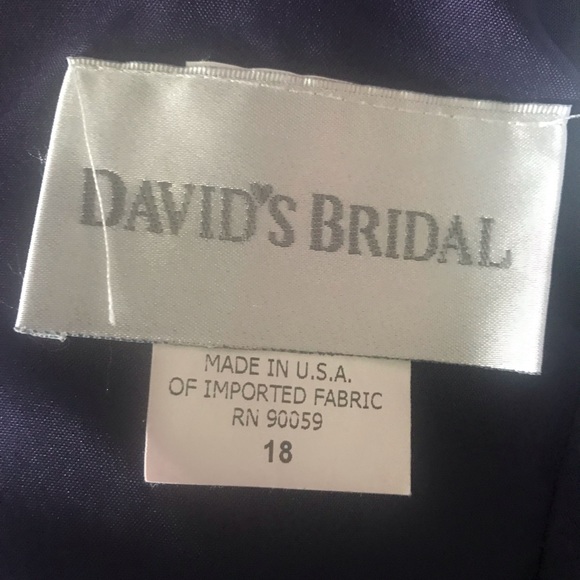 DAVID'S BRIDAL
MADE IN U.S.A.
OF IMPORTED FABRIC
RN 90059
18